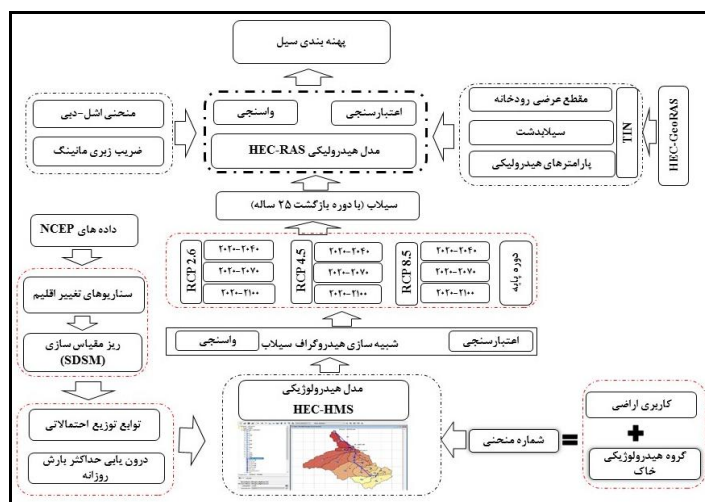 پهنه بندی سیل
منحنی اشل-دبی
ضریب زبری مانینگ
واسنجی
اعتبارسنجی
مدل هیدرولیکی HEC-RAS
مقطع عرضی رودخانه
سیلابدشت
پارامترهای هیدرولیکی
TIN
HEC-GeoRAS
سیلاب (با دوره بازگشت ۲۵ ساله)
داده های NCEP
سناریوهای تغییر اقلیم
ریز مقیاس سازی
(SDSM)
RCP 2.6
۲۰۲۰-۲۰۴۰
۲۰۲۰-۲۰۷۰
۲۰۲۰-۲۱۰۰
RCP 4.5
۲۰۲۰-۲۰۴۰
۲۰۲۰-۲۰۷۰
۲۰۲۰-۲۱۰۰
RCP 8.5
۲۰۲۰-۲۰۴۰
۲۰۲۰-۲۰۷۰
۲۰۲۰-۲۱۰۰
دوره پایه
واسنجی
شبیه سازی هیدروگراف سیلاب
اعتبارسنجی
توابع توزیع احتمالاتی
درون یابی حداکثر بارش
روزانه
مدل هیدرولوژیکی
HEC-HMS
شماره منحنی
=
کاربری اراضی
+
گروه هیدرولوژیکی
خاک